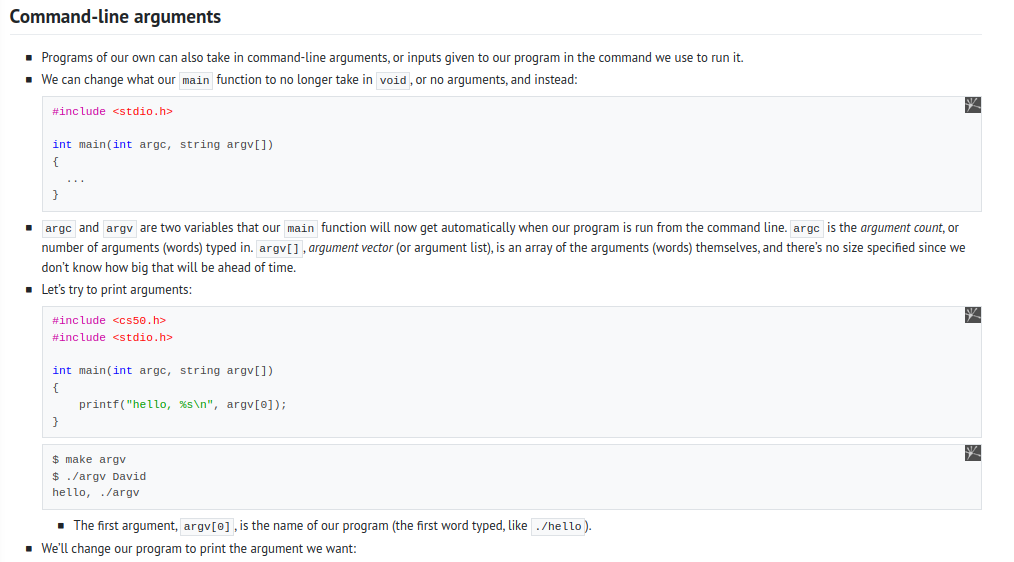 Command-line arguments
Programs of our own can also take in command-line arguments, or inputs given to our program in the command we use to run it.
We can change what our main function to no longer take in void, or no arguments, and instead:
#include <stdio.h>
int main(int argc, string argv[])
{
...
}
argc and argv are two variables that our main function will now get automatically when our program is run from the command line. argc is the argument count, or
number of arguments (words) typed in. argv[], argument vector (or argument list), is an array of the arguments (words) themselves, and there's no size specified since we
don't know how big that will be ahead of time.
Let's try to print arguments:
#include <cs50.h>
#include <stdio.h>
int main(int argc, string argv[])
{
printf("hello, %s\n", argv[0]);
}
$ make argv
$ ./argv David
hello, ./argv
The first argument, argv[0], is the name of our program (the first word typed, like ./hello).
We'll change our program to print the argument we want: